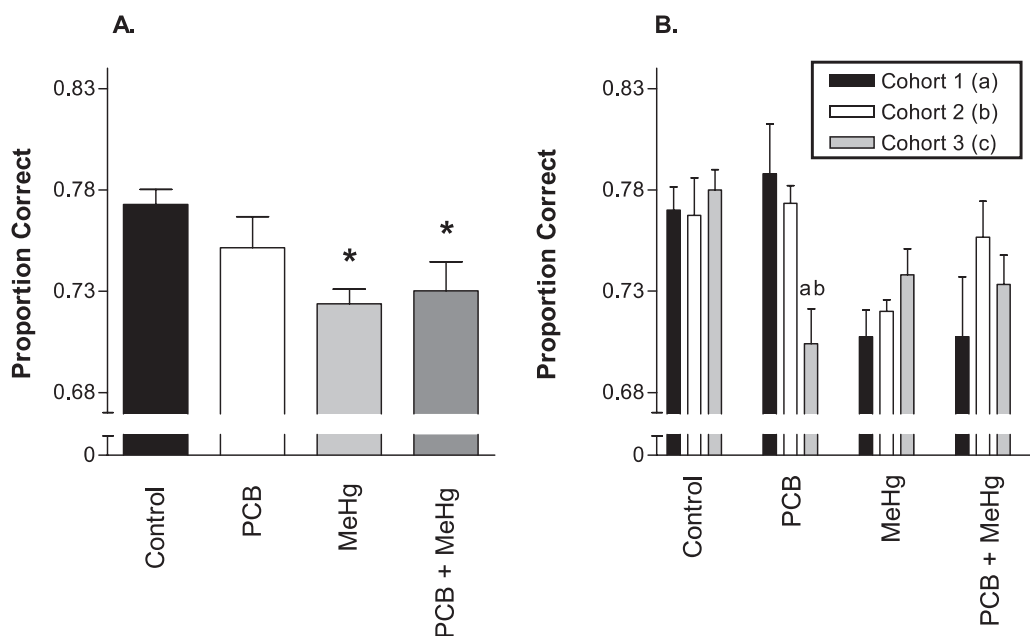 A.
Proportion Correct
0.83
0.78
0.73
0.68
0
*
*
Control
PCB
MeHg
PCB + MeHg
B.
Proportion Correct
0.83
0.78
0.73
0.68
0
Cohort 1 (a)
Cohort 2 (b)
Cohort 3 (c)
ab
Control
PCB
MeHg
PCB + MeHg